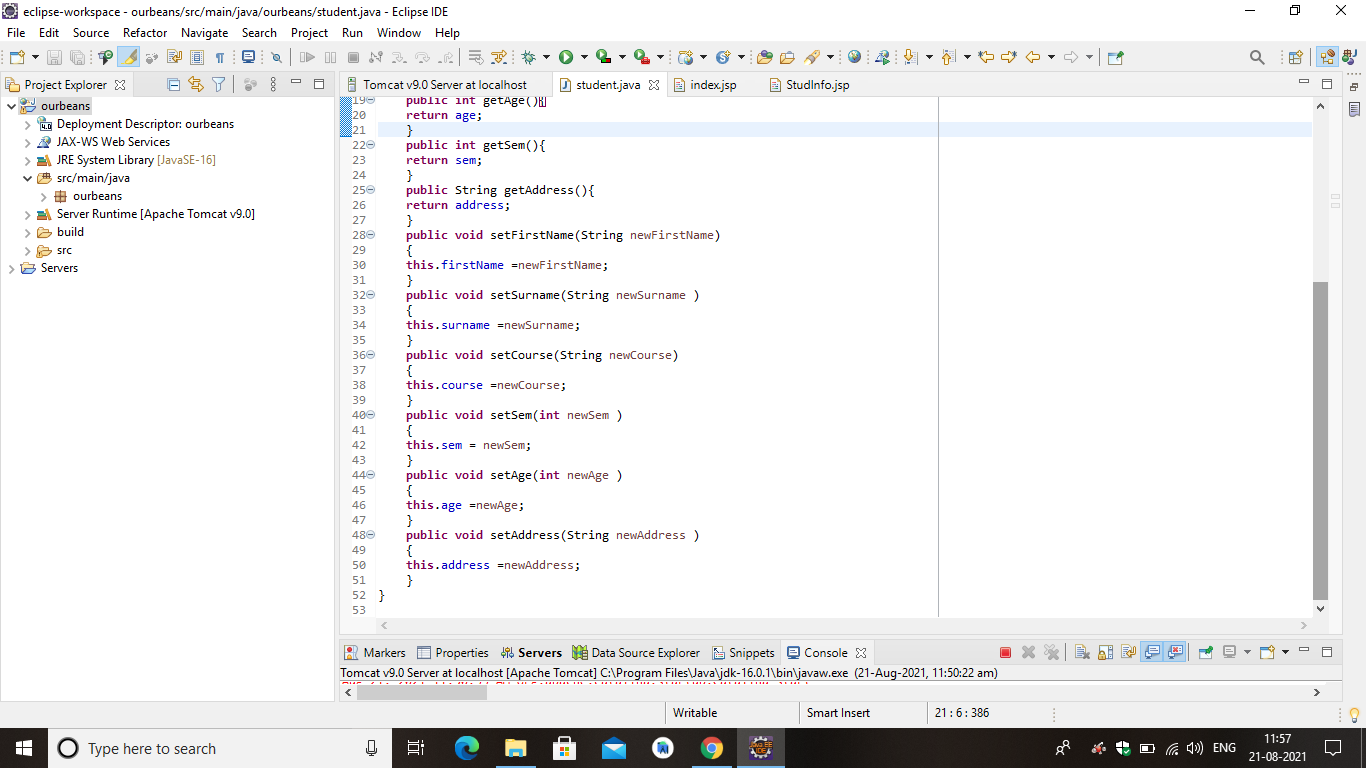 eclipse-workspace - ourbeans/src/main/java/ourbeans/student.java - Eclipse IDE
File Edit Source Refactor Navigate Search Project Run Window Help
Project Explorer
ourbeans
Deployment Descriptor: ourbeans
JAX-WS Web Services
JRE System Library [JavaSE-16]
src/main/java
ourbeans
Server Runtime [Apache Tomcat v9.0]
build
src
Servers
Tomcat v9.0 Server at localhost student.java index.jsp StudInfo.jsp
19 public int getAge(){
20 return age;
21 }
22 public int getSem(){
23 return sem;
24 }
25 public String getAddress(){
26 return address;
27 }
28 public void setFirstName(String newFirstName)
29 {
30 this.firstName =newFirstName;
31 }
32 public void setSurname(String newSurname )
33 {
34 this.surname =newSurname;
35 }
36 public void setCourse(String newCourse)
37 {
38 this.course =newCourse;
39 }
40 public void setSem(int newSem )
41 {
42 this.sem = newSem;
43 }
44 public void setAge(int newAge )
45 {
46 this.age =newAge;
47 }
48 public void setAddress(String newAddress )
49 {
50 this.address =newAddress;
51 }
52 }
53
Markers Properties Servers Data Source Explorer Snippets Console
Tomcat v9.0 Server at localhost [Apache Tomcat] C:\Program Files\Java\jdk-16.0.1\bin\javaw.exe (21-Aug-2021, 11:50:22 am)
Writable Smart Insert 21 : 6 : 386
Type here to search
ENG
11:57
21-08-2021